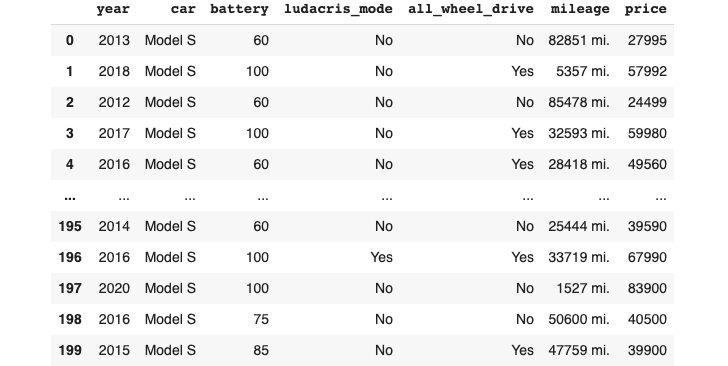 year car battery ludacris_mode all_wheel_drive mileage price
0 2013 Model S 60 No No 82851 mi. 27995
1 2018 Model S 100 No Yes 5357 mi. 57992
2 2012 Model S 60 No No 85478 mi. 24499
3 2017 Model S 100 No Yes 32593 mi. 59980
4 2016 Model S 60 No Yes 28418 mi. 49560
... ... ... ... ... ... ... ...
195 2014 Model S 60 No No 25444 mi. 39590
196 2016 Model S 100 Yes Yes 33719 mi. 67990
197 2020 Model S 100 No No 1527 mi. 83900
198 2016 Model S 75 No No 50600 mi. 40500
199 2015 Model S 85 No Yes 47759 mi. 39900